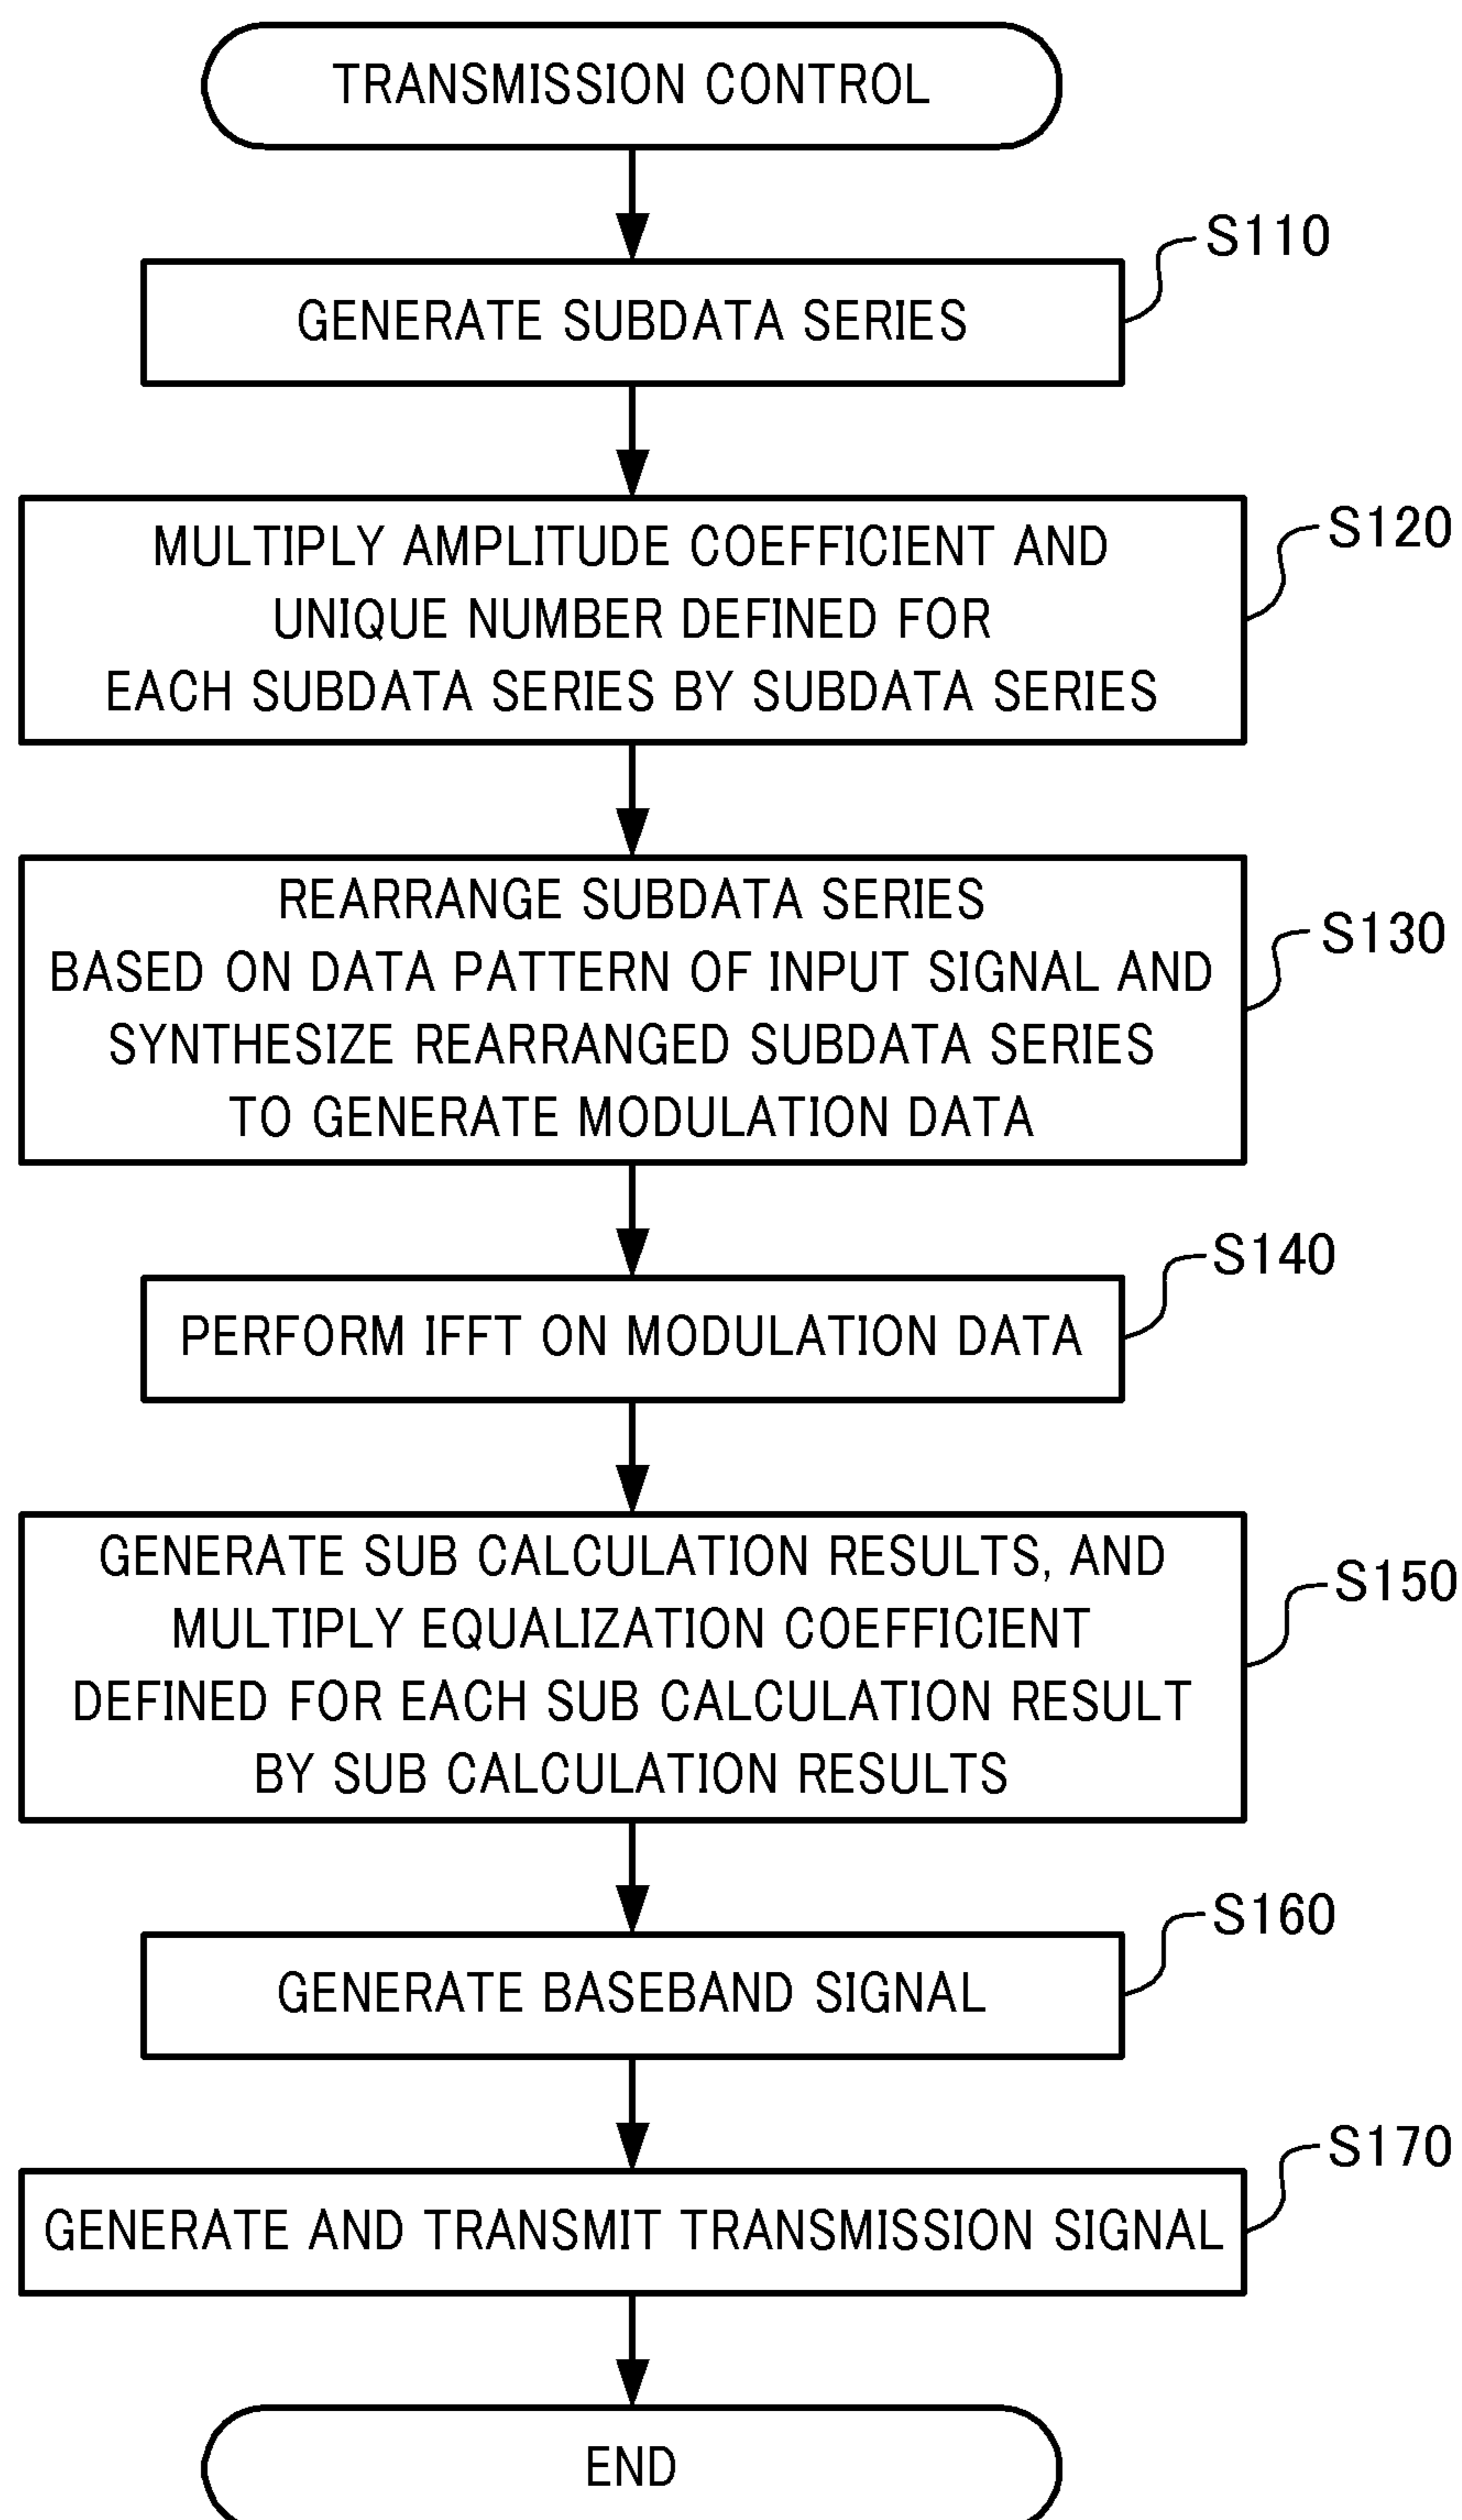 TRANSMISSION CONTROL
S110
GENERATE SUBDATA SERIES
S120
MULTIPLY AMPLITUDE COEFFICIENT AND
UNIQUE NUMBER DEFINED FOR
EACH SUBDATA SERIES BY SUBDATA SERIES
S130
REARRANGE SUBDATA SERIES
BASED ON DATA PATTERN OF INPUT SIGNAL AND
SYNTHESIZE REARRANGED SUBDATA SERIES
TO GENERATE MODULATION DATA
S140
PERFORM IFFT ON MODULATION DATA
S150
GENERATE SUB CALCULATION RESULTS, AND
MULTIPLY EQUALIZATION COEFFICIENT
DEFINED FOR EACH SUB CALCULATION RESULT
BY SUB CALCULATION RESULTS
S160
GENERATE BASEBAND SIGNAL
S170
GENERATE AND TRANSMIT TRANSMISSION SIGNAL
END